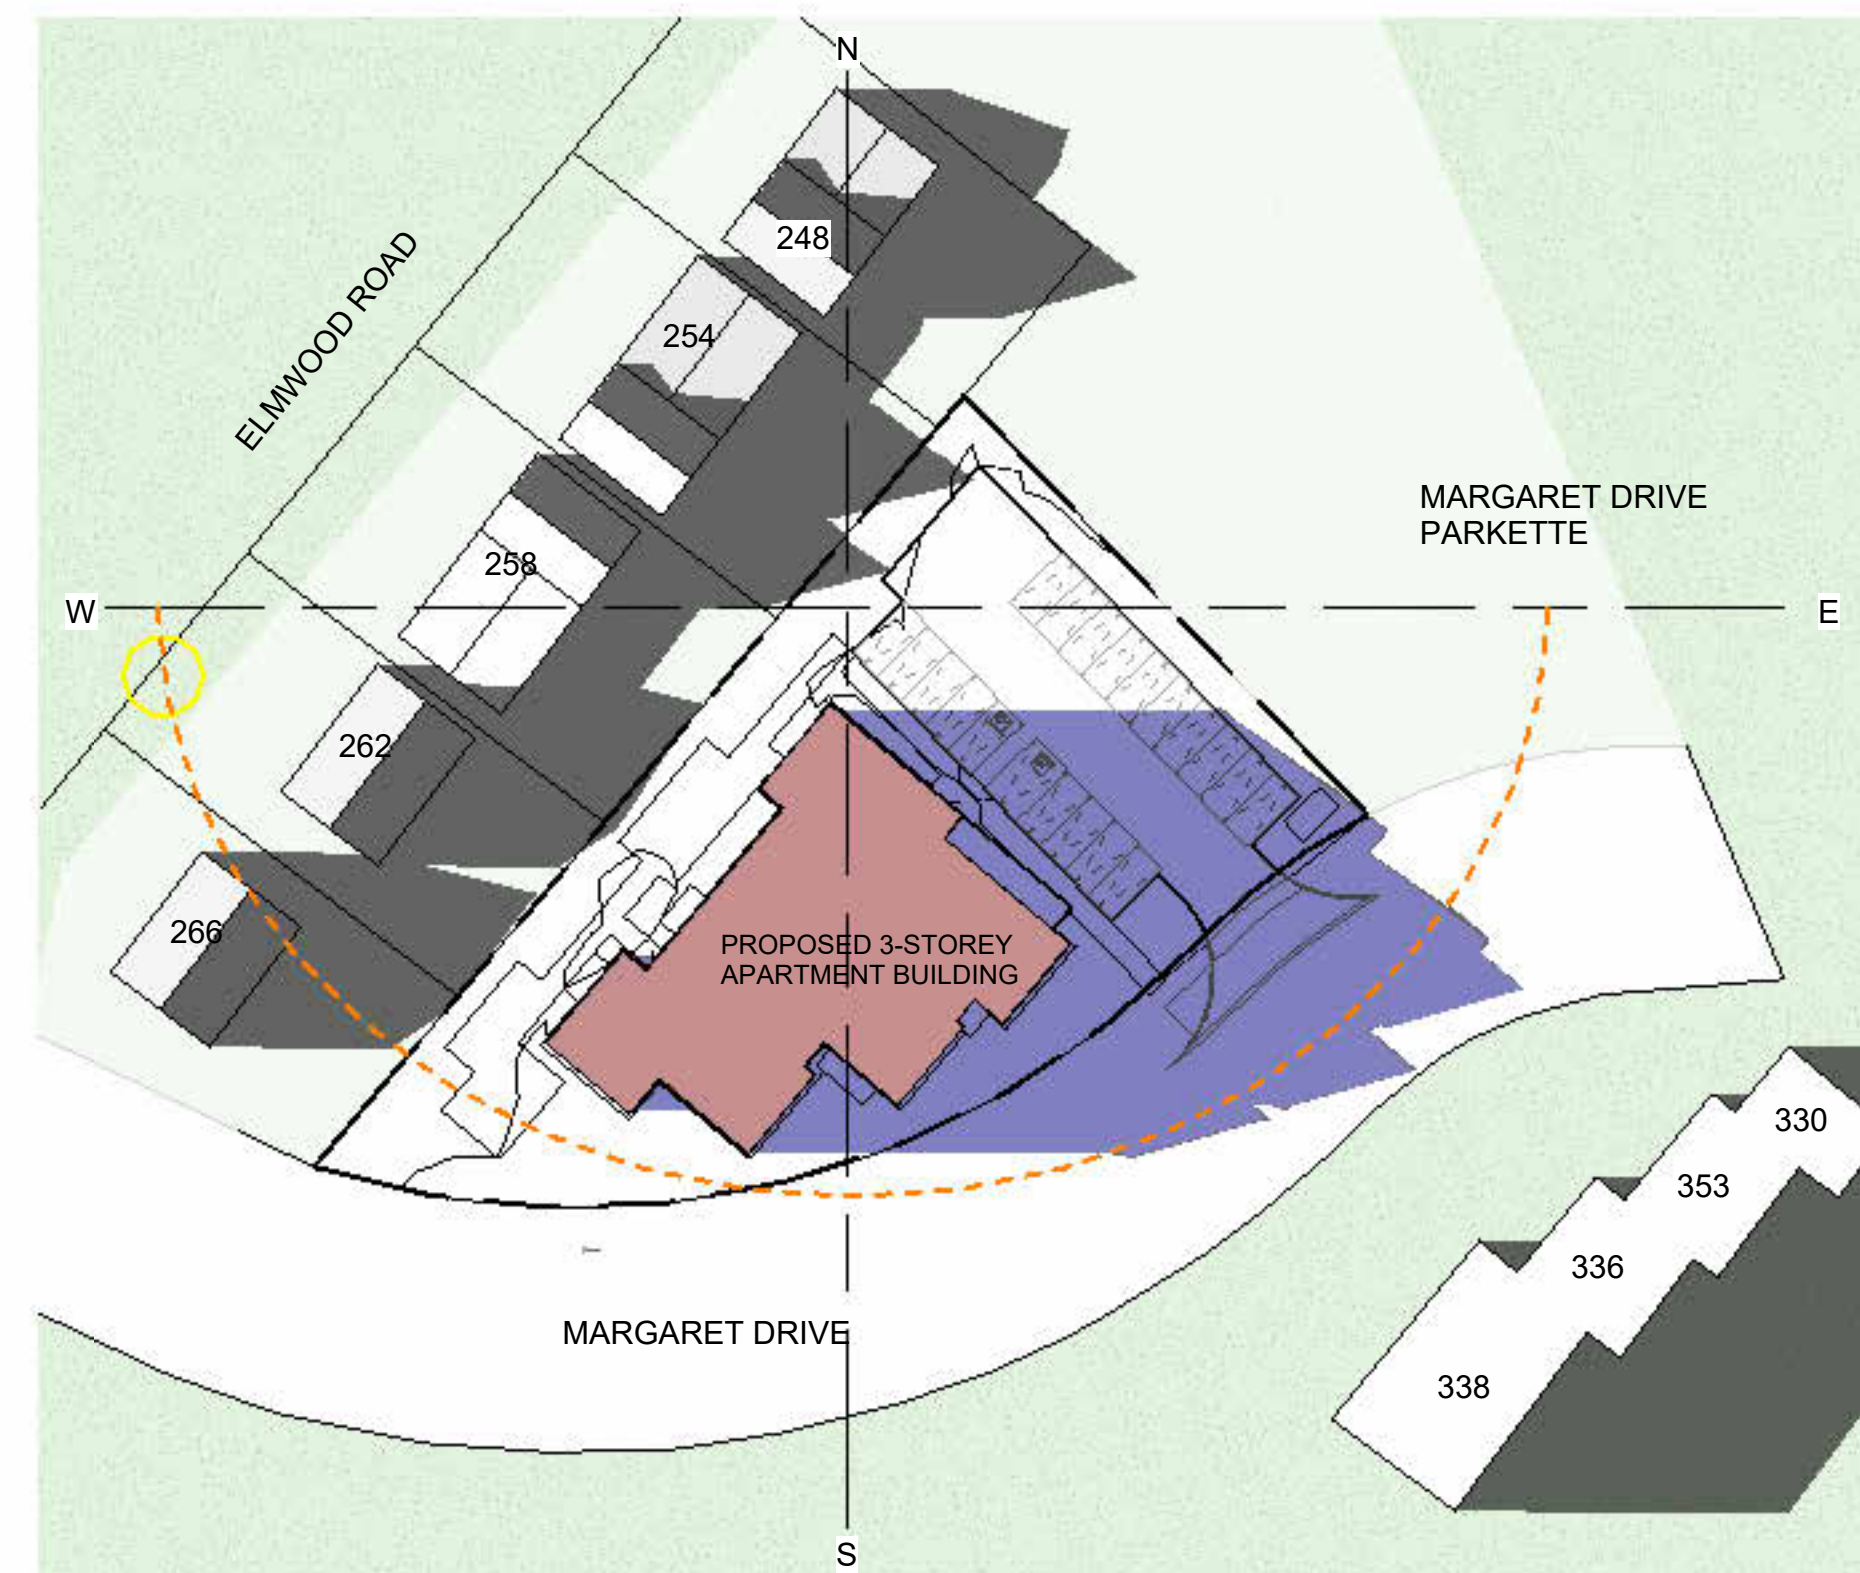 N
248
ELMWOOD ROAD
254
MARGARET DRIVE
PARKETTE
258
W
E
262
266
PROPOSED 3-STOREY
APARTMENT BUILDING
330
353
336
MARGARET DRIVE
338
S